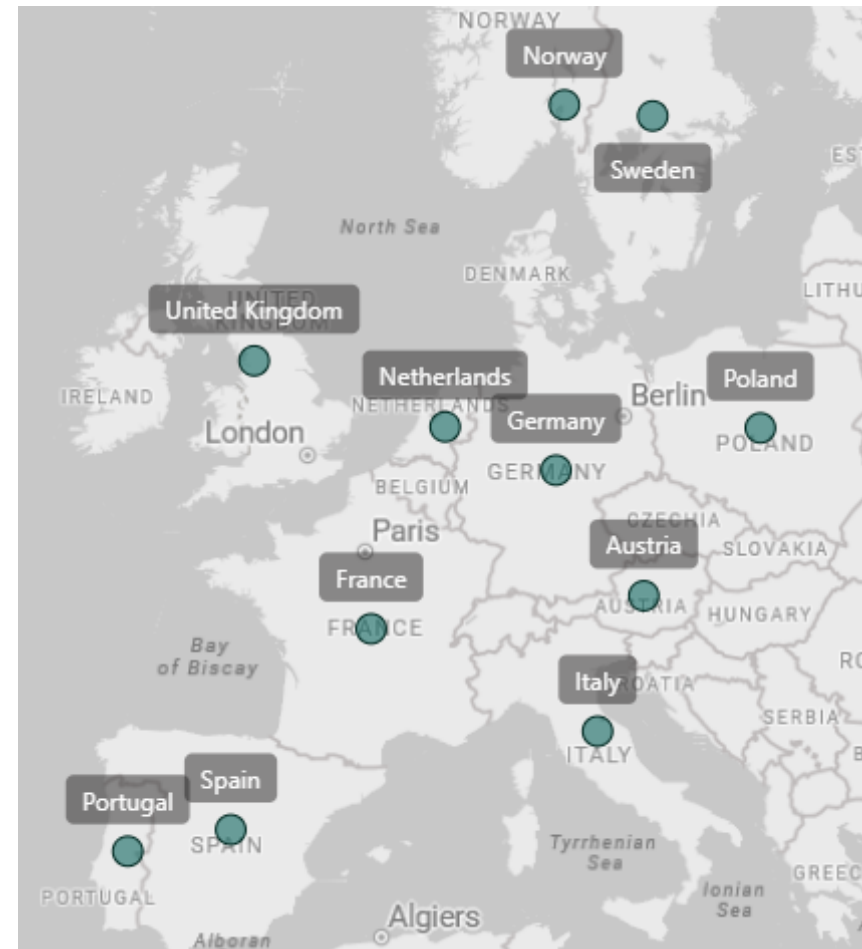 NORWAY
Norway
Sweden
North Sea
DENMARK
LITHU
UNITED
KINGDOM
United Kingdom
Netherlands
NETHERLANDS
Poland
POLAND
IRELAND
Berlin
Germany
GERMANY
London
BELGIUM
Paris
CZECHIA
Austria
AUSTRIA
SLOVAKIA
France
FRANCE
HUNGARY
Bay
of Biscay
Italy
ROATIA
ITALY
SERBIA
Spain
SPAIN
Portugal
PORTUGAL
Tyrrhenian
Sea
GREEC
Ionian
Sea
Algiers
Alboran